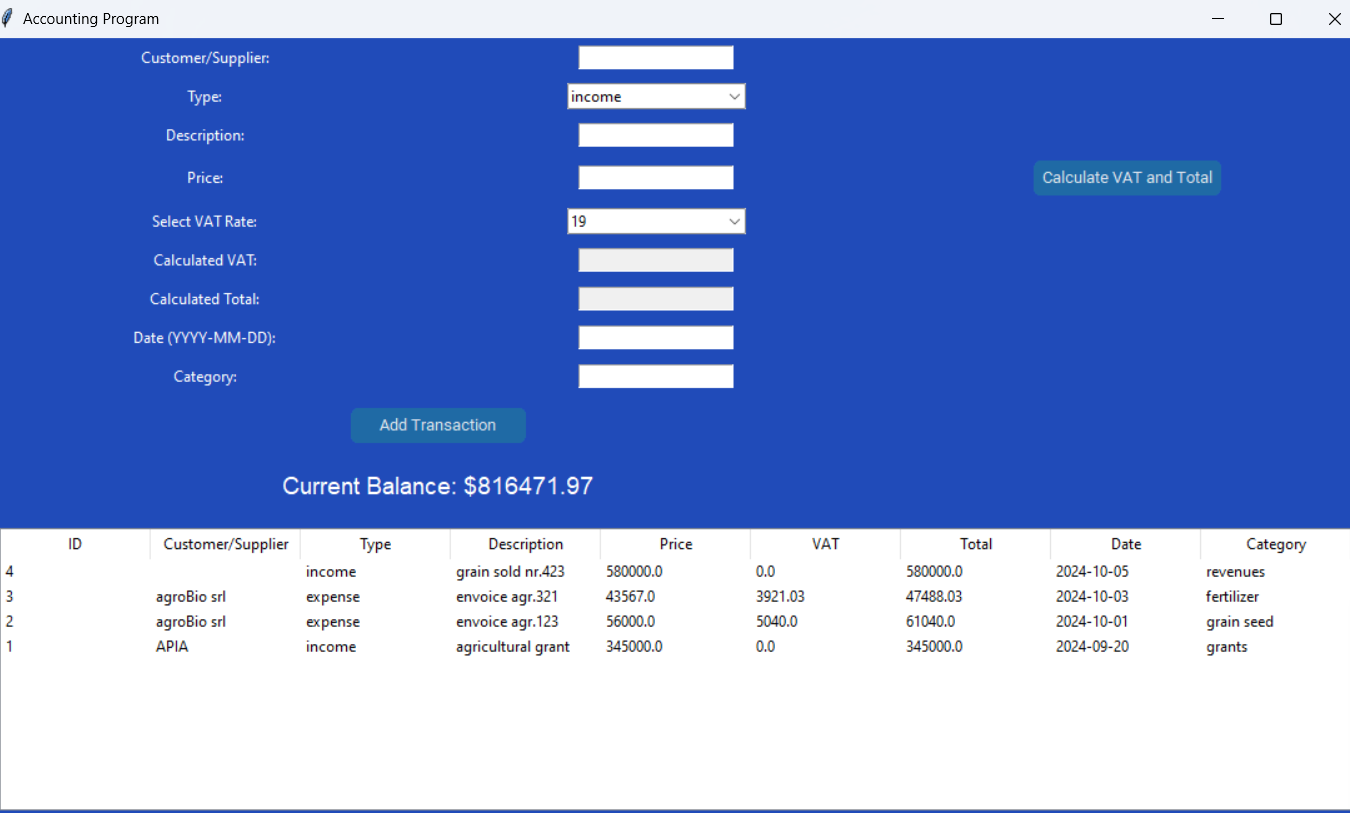 Accounting Program
Customer/Supplier:
Type: income
Description:
Price: Calculate VAT and Total
Select VAT Rate: 19
Calculated VAT:
Calculated Total:
Date (YYYY-MM-DD):
Category:
Add Transaction
Current Balance: $816471.97
ID Customer/Supplier Type Description Price VAT Total Date Category
4 income grain sold nr.423 580000.0 0.0 580000.0 2024-10-05 revenues
3 agroBio srl expense envoice agr.321 43567.0 3921.03 47488.03 2024-10-03 fertilizer
2 agroBio srl expense envoice agr.123 56000.0 5040.0 61040.0 2024-10-01 grain seed
1 APIA income agricultural grant 345000.0 0.0 345000.0 2024-09-20 grants